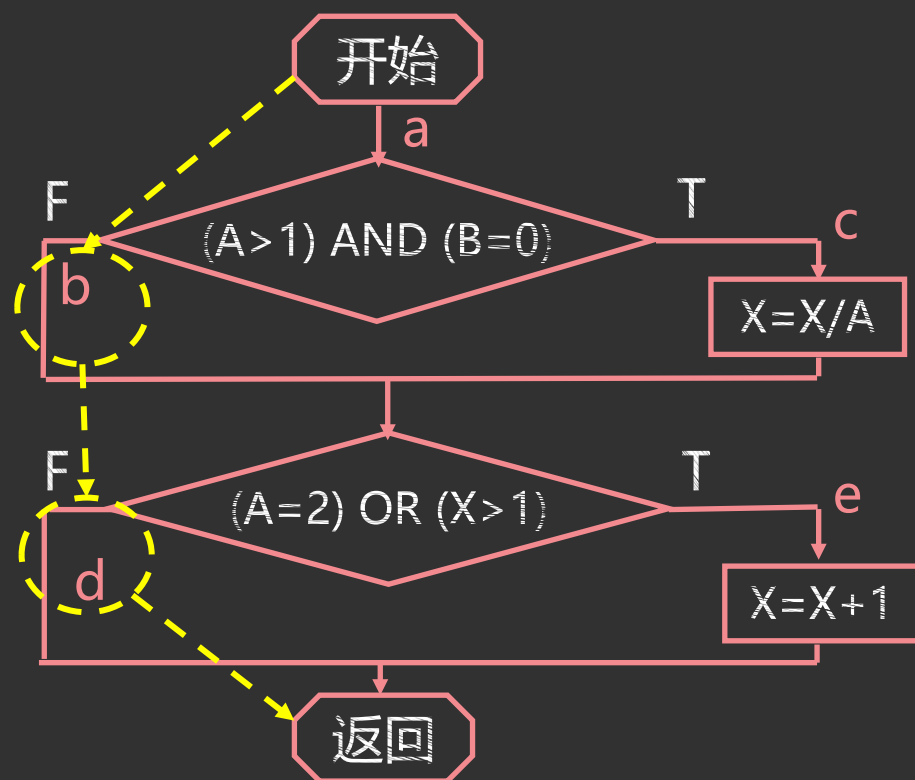 开始
a
F
T
(A>1) AND (B=0)
c
b
X=X/A
F
T
(A=2) OR (X>1)
e
d
X=X+1
返回